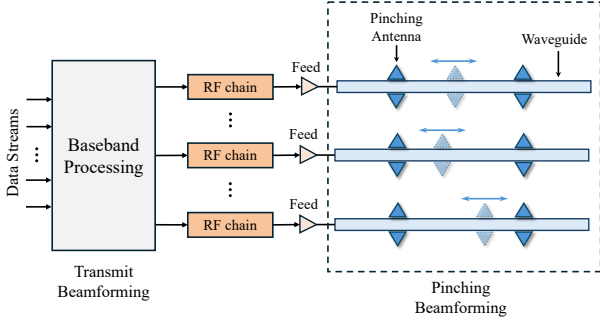 Data Streams
Baseband
Processing
Transmit
Beamforming
RF chain
Feed
RF chain
Feed
RF chain
Feed
Pinching
Antenna
Waveguide
Pinching
Beamforming